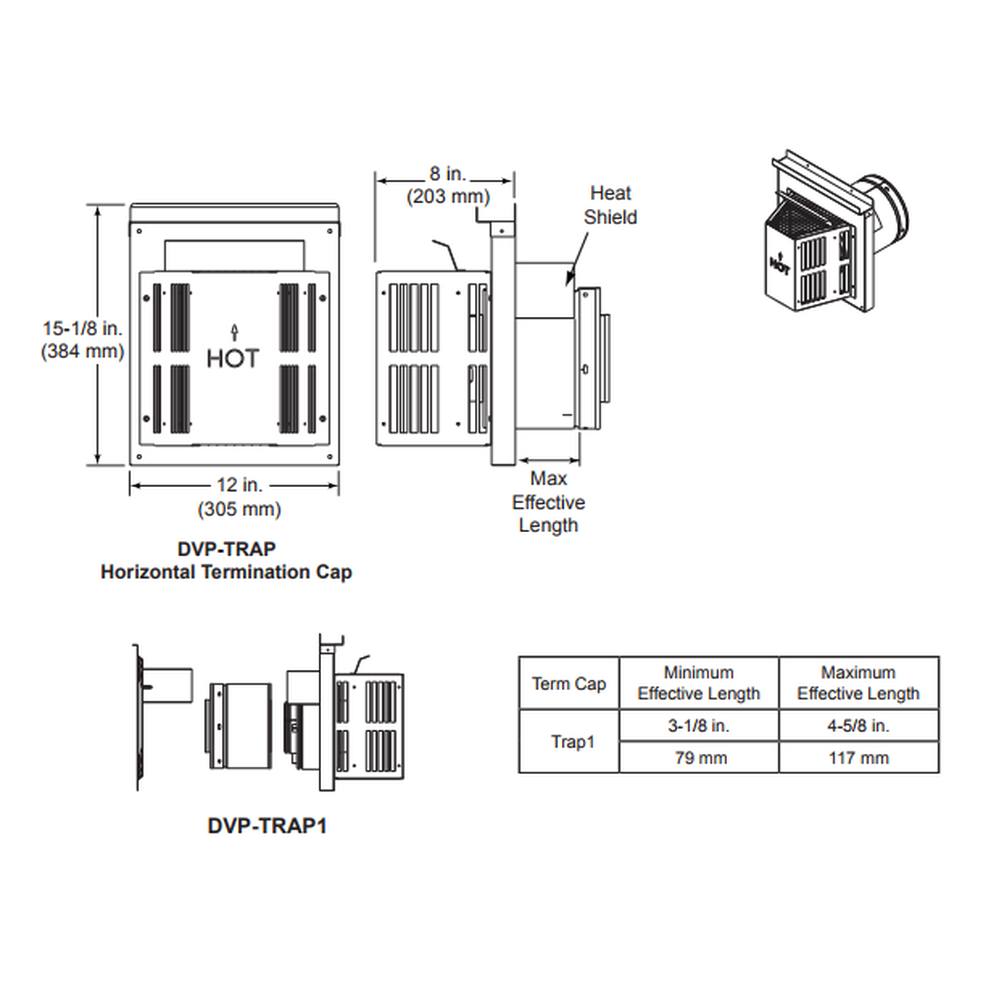 8 in.
(203 mm)
Heat
Shield
HOT
15-1/8 in.
(384 mm)
HOT
Max
Effective
Length
12 in.
(305 mm)
DVP-TRAP
Horizontal Termination Cap
Term Cap
Minimum
Effective Length
Maximum
Effective Length
Trap1
3-1/8 in.
4-5/8 in.
79 mm
117 mm
DVP-TRAP1